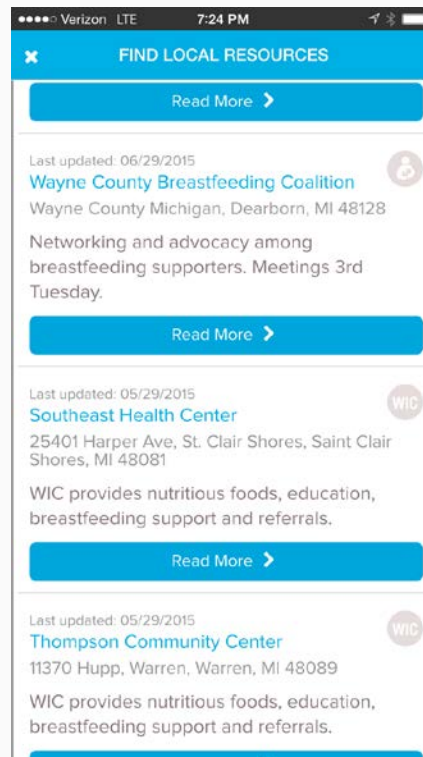 Verizon LTE 7:24 PM
FIND LOCAL RESOURCES
Read More
Last updated: 06/29/2015
Wayne County Breastfeeding Coalition
Wayne County Michigan, Dearborn, MI 48128
Networking and advocacy among
breastfeeding supporters. Meetings 3rd
Tuesday.
Read More
Last updated: 05/29/2015
WIC
Southeast Health Center
25401 Harper Ave, St. Clair Shores, Saint Clair
Shores, MI 48081
WIC provides nutritious foods, education,
breastfeeding support and referrals.
Read More
Last updated: 05/29/2015
WIC
Thompson Community Center
11370 Hupp, Warren, Warren, MI 48089
WIC provides nutritious foods, education,
breastfeeding support and referrals.